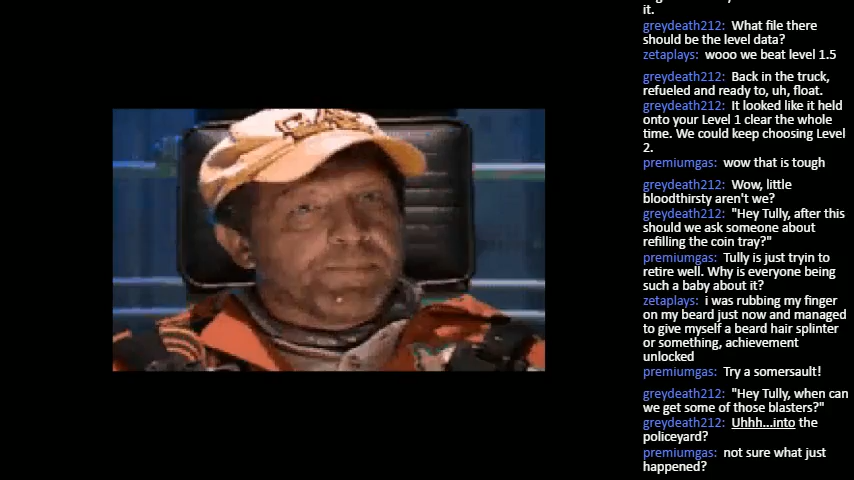 it.
greydeath212: What file there
should be the level data?
zetaplays: wooo we beat level 1.5
greydeath212: Back in the truck,
refueled and ready to, uh, float.
greydeath212: It looked like it held
onto your Level 1 clear the whole
time. We could keep choosing Level
2.
premiumgas: wow that is tough
greydeath212: Wow, little
bloodthirsty aren't we?
greydeath212: "Hey Tully, after this
should we ask someone about
refilling the coin tray?"
premiumgas: Tully is just tryin to
retire well. Why is everyone being
such a baby about it?
zetaplays: i was rubbing my finger
on my beard just now and managed
to give myself a beard hair splinter
or something, achievement
unlocked
premiumgas: Try a somersault!
greydeath212: "Hey Tully, when can
we get some of those blasters?"
greydeath212: Uhhh...into the
policeyard?
premiumgas: not sure what just
happened?